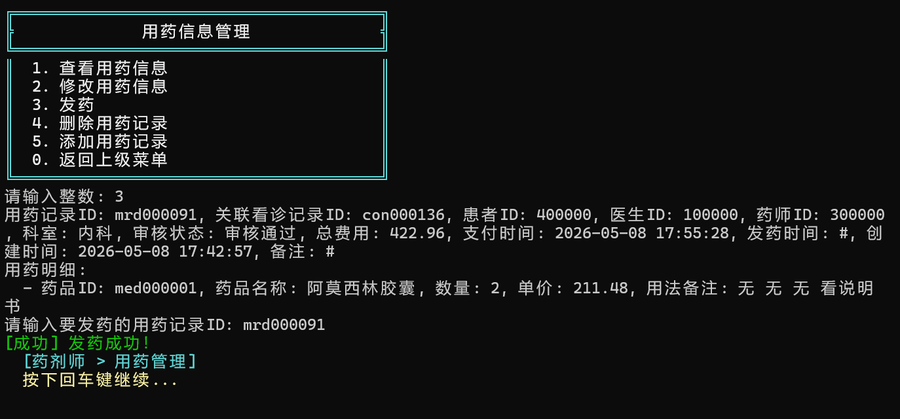 用药信息管理
1. 查看用药信息
2. 修改用药信息
3. 发药
4. 删除用药记录
5. 添加用药记录
0. 返回上级菜单
请输入整数: 3
用药记录ID: mrd000091, 关联看诊记录ID: con000136, 患者ID: 400000, 医生ID: 100000, 药师ID: 300000
, 科室: 内科, 审核状态: 审核通过, 总费用: 422.96, 支付时间: 2026-05-08 17:55:28, 发药时间: #, 创
建时间: 2026-05-08 17:42:57, 备注: #
用药明细:
- 药品ID: med000001, 药品名称: 阿莫西林胶囊, 数量: 2, 单价: 211.48, 用法备注: 无 无 无 看说明
书
请输入要发药的用药记录ID: mrd000091
[成功] 发药成功!
[药剂师 > 用药管理]
按下回车键继续...